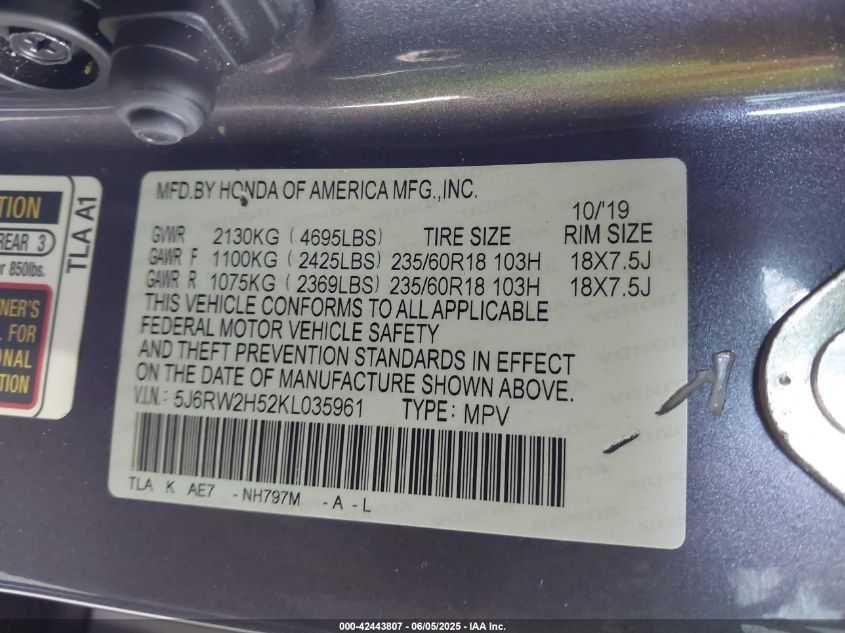 MFD.BY HONDA OF AMERICA MFG.,INC.
10/'19
GVWR 2130KG (4695LBS) TIRE SIZE RIM SIZE
GAWR F 1100KG (2425LBS) 235/60R18 103H 18X7.5J
GAWR R 1075KG (2369LBS) 235/60R18 103H 18X7.5J
THIS VEHICLE CONFORMS TO ALL APPLICABLE
FEDERAL MOTOR VEHICLE SAFETY
AND THEFT PREVENTION STANDARDS IN EFFECT
ON THE DATE OF MANUFACTURE SHOWN ABOVE.
V.I.N.: 5J6RW2H52KL035961 TYPE: MPV
TLA K AE7 -NH797M -A-L
TLA A1
REAR 3
850lbs.
FOR
000-42443807 - 06/05/2025 - IAA Inc.